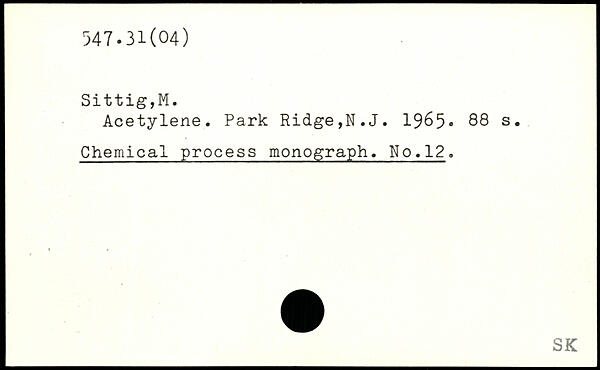 547.31(04)
Sittig,M.
Acetylene. Park Ridge,N.J. 1965. 88 s.
Chemical process monograph. No.12.
SK